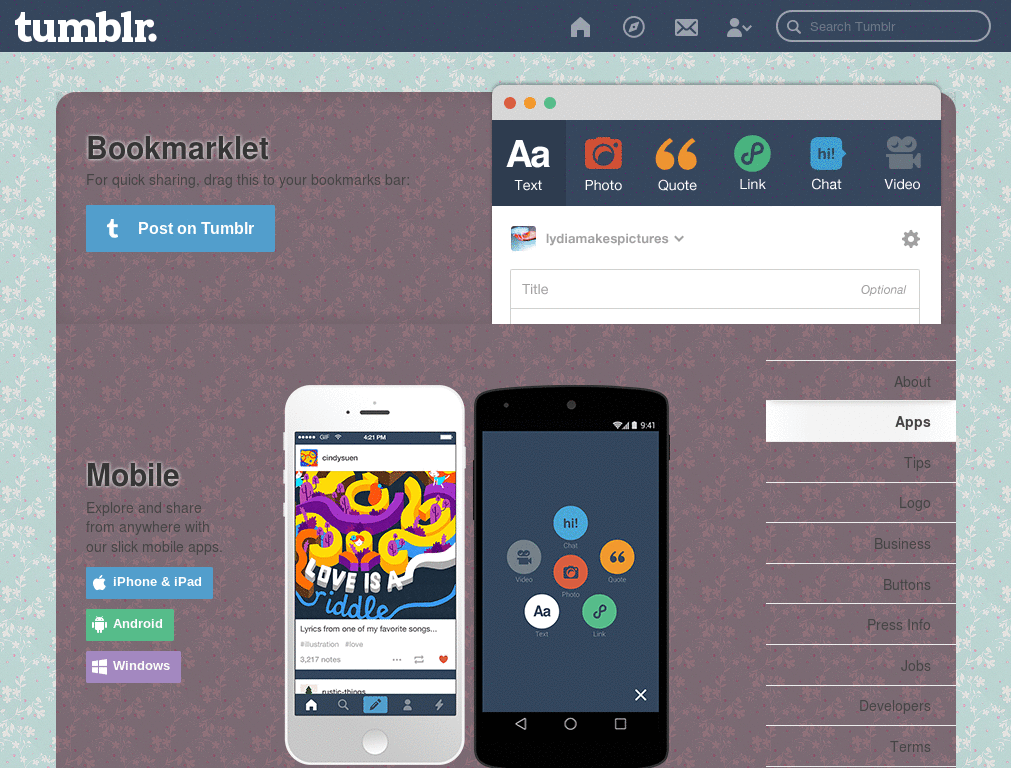 tumblr.
Search Tumblr
Bookmarklet
For quick sharing, drag this to your bookmarks bar:
Post on Tumblr
Aa
hi!
Text
Photo
Quote
Link
Chat
Video
lydiamakespictures
Title
Optional
Mobile
Explore and share
from anywhere with
our slick mobile apps.
iPhone & iPad
Android
Windows
GIF
4:21 PM
cindysuen
LOVE IS A
riddle
Lyrics from one of my favorite songs...
#illustration #love
3,217 notes
rustic-things
9:41
hi!
Chat
Video
Quote
Photo
Aa
Text
Link
About
Apps
Tips
Logo
Business
Buttons
Press Info
Jobs
Developers
Terms